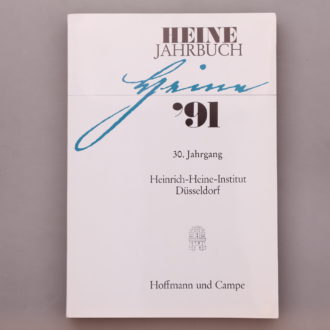 HEINE
JAHRBUCH
Heine
'91
30. Jahrgang
Heinrich-Heine-Institut
Düsseldorf
Hoffmann und Campe